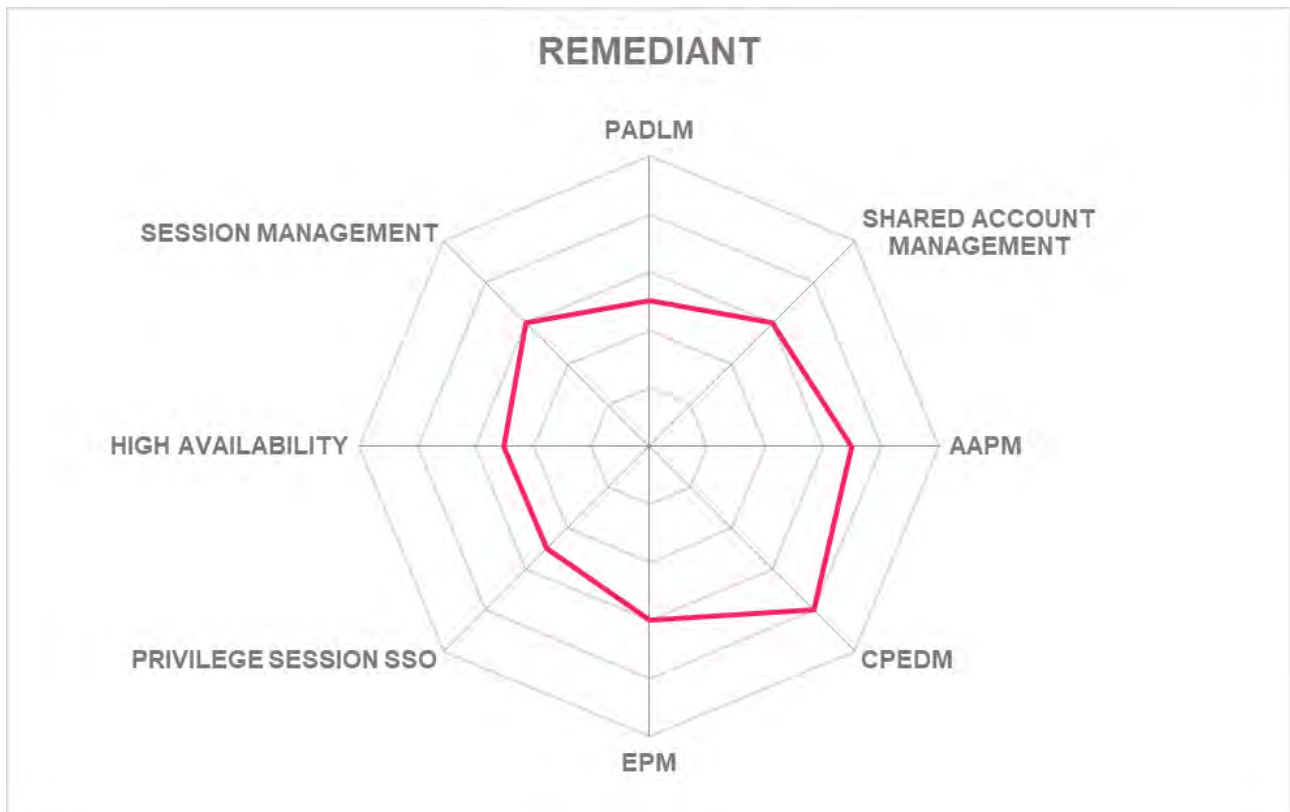 REMEDIANT
PADLM
SHARED ACCOUNT
MANAGEMENT
SESSION MANAGEMENT
HIGH AVAILABILITY
AAPM
PRIVILEGE SESSION SSO
CPEDM
EPM